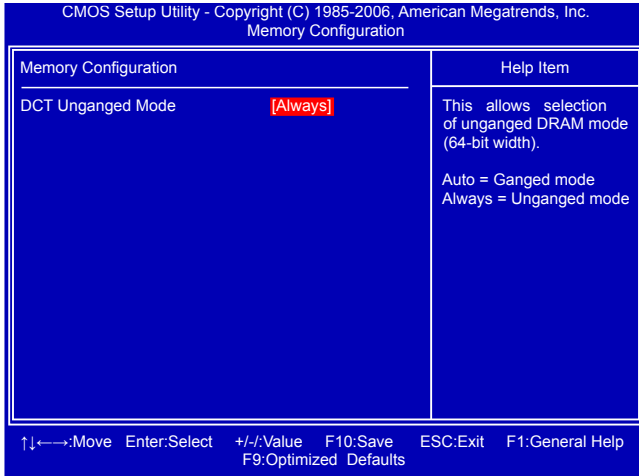 CMOS Setup Utility - Copyright (C) 1985-2006, American Megatrends, Inc.
Memory Configuration
Memory Configuration
Help Item
DCT Unganged Mode [Always]
This allows selection
of unganged DRAM mode
(64-bit width).
Auto = Ganged mode
Always = Unganged mode
↑↓←→:Move Enter:Select +/-/:Value F10:Save ESC:Exit F1:General Help
F9:Optimized Defaults